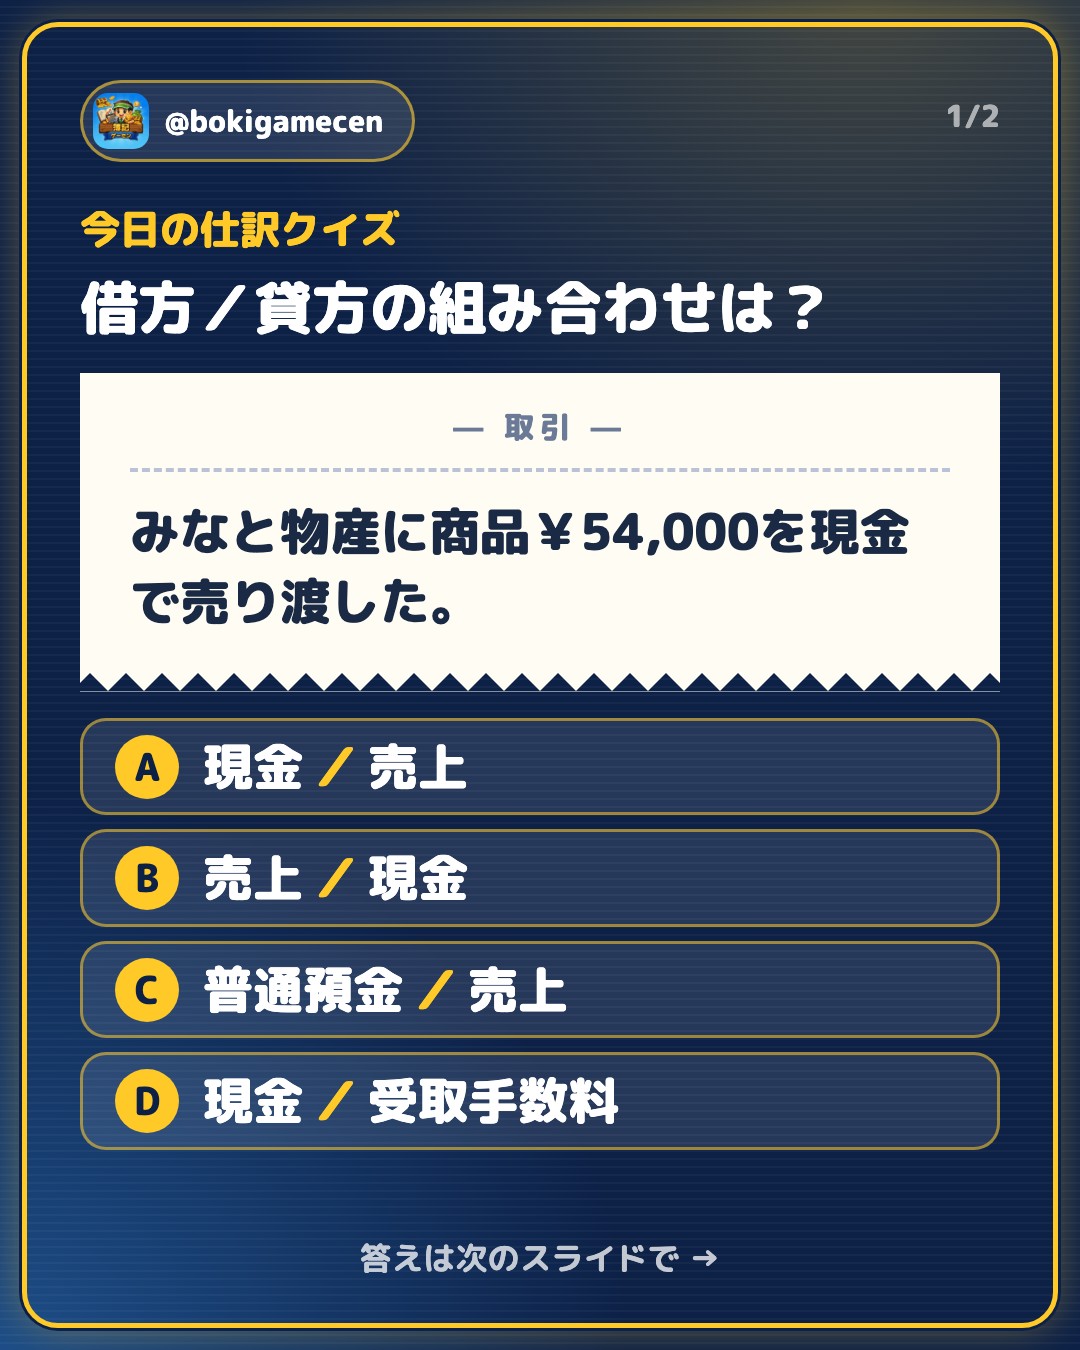 @bokigamecen
1/2
今日の仕訳クイズ
借方／貸方の組み合わせは？
— 取引 —
みなと物産に商品￥54,000を現金
で売り渡した。
A 現金 ／ 売上
B 売上 ／ 現金
C 普通預金 ／ 売上
D 現金 ／ 受取手数料
答えは次のスライドで →